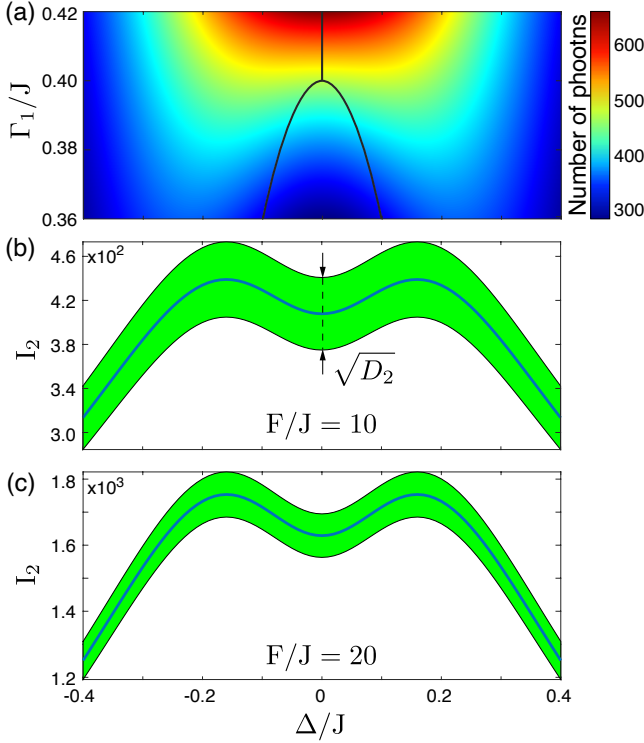 (a)
0.42
0.40
0.38
0.36
Γ₁/J
Number of phootns
600
500
400
300
(b)
x10²
4.6
4.2
3.8
3.4
3.0
I₂
√D₂
F/J = 10
(c)
x10³
1.8
1.6
1.4
1.2
I₂
F/J = 20
-0.4 -0.2 0 0.2 0.4
Δ/J